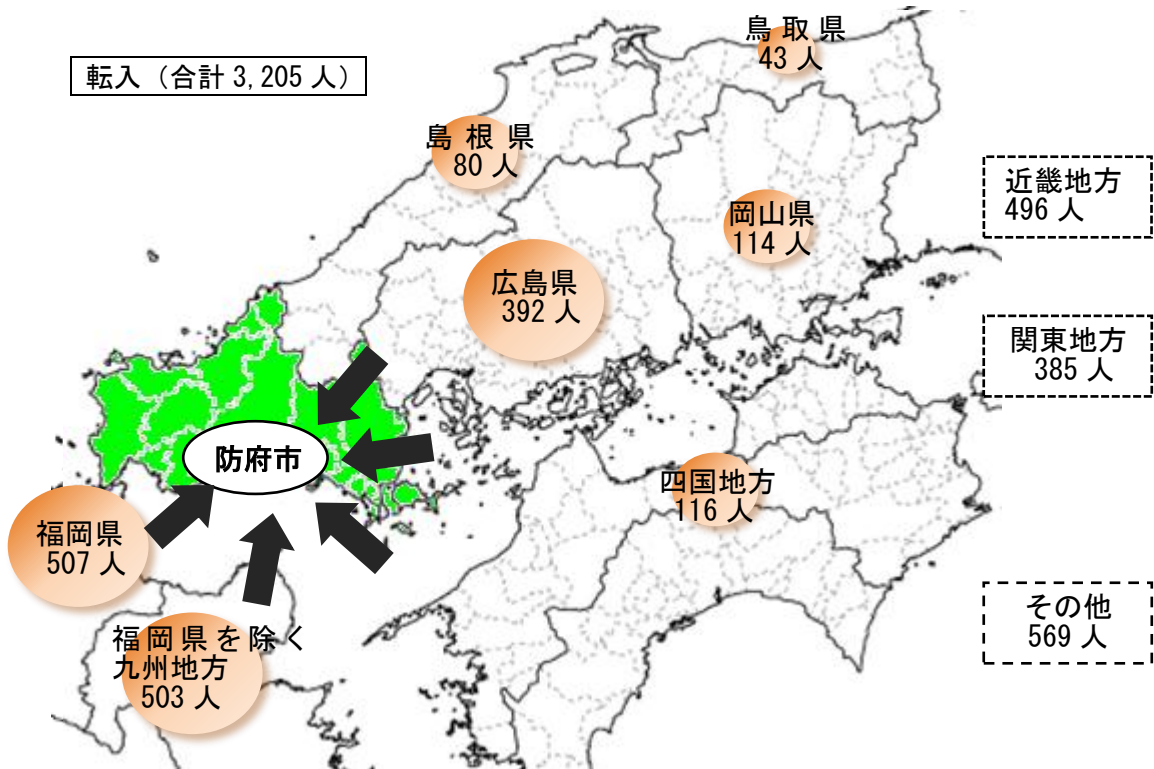 転入（合計 3,205 人）
鳥取県
43 人
島根県
80 人
近畿地方
496 人
岡山県
114 人
広島県
392 人
関東地方
385 人
防府市
四国地方
116 人
福岡県
507 人
その他
569 人
福岡県を除く
九州地方
503 人